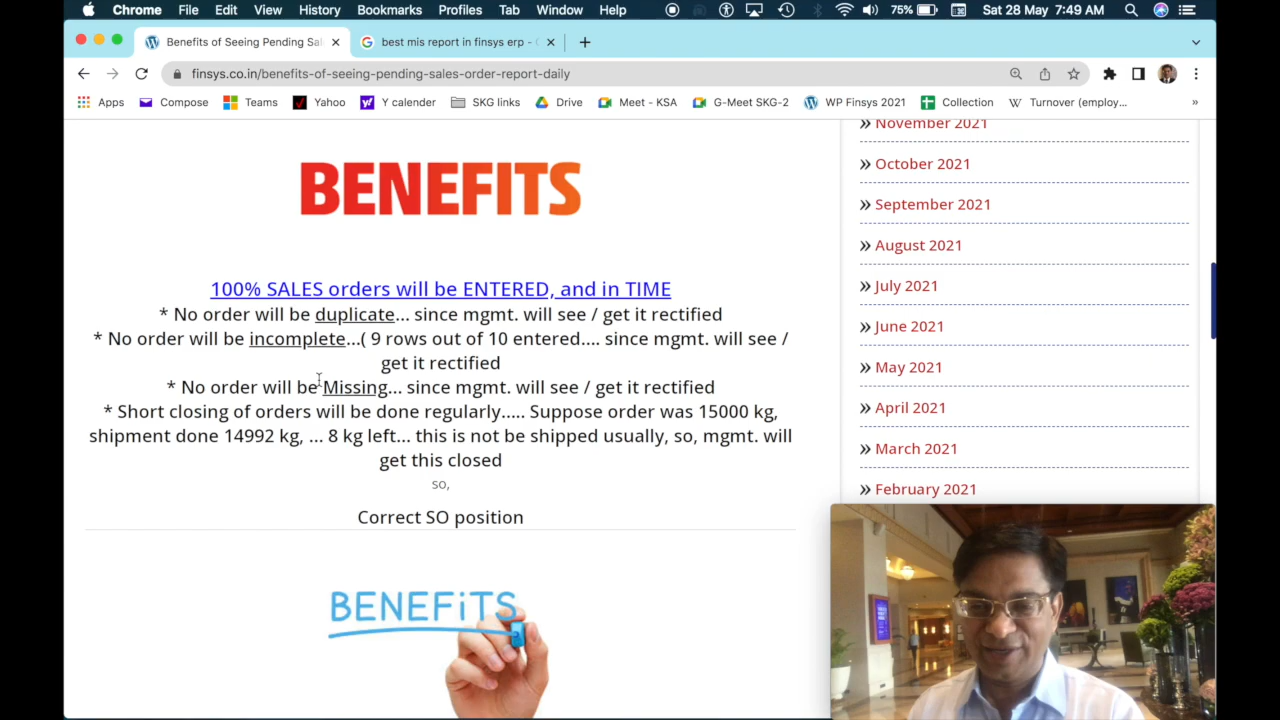 Chrome File Edit View History Bookmarks Profiles Tab Window Help 75% Sat 28 May 7:49 AM
Benefits of Seeing Pending Sal
best mis report in finsys erp -
finsys.co.in/benefits-of-seeing-pending-sales-order-report-daily
Apps Compose Teams Yahoo Y calender SKG links Drive Meet - KSA G-Meet SKG-2 WP Finsys 2021 Collection Turnover (employ... »
BENEFITS
100% SALES orders will be ENTERED, and in TIME
* No order will be duplicate... since mgmt. will see / get it rectified
* No order will be incomplete...( 9 rows out of 10 entered.... since mgmt. will see /
get it rectified
* No order will be Missing... since mgmt. will see / get it rectified
* Short closing of orders will be done regularly..... Suppose order was 15000 kg,
shipment done 14992 kg, ... 8 kg left... this is not be shipped usually, so, mgmt. will
get this closed
so,
Correct SO position
BENEFiTS
» November 2021
» October 2021
» September 2021
» August 2021
» July 2021
» June 2021
» May 2021
» April 2021
» March 2021
» February 2021